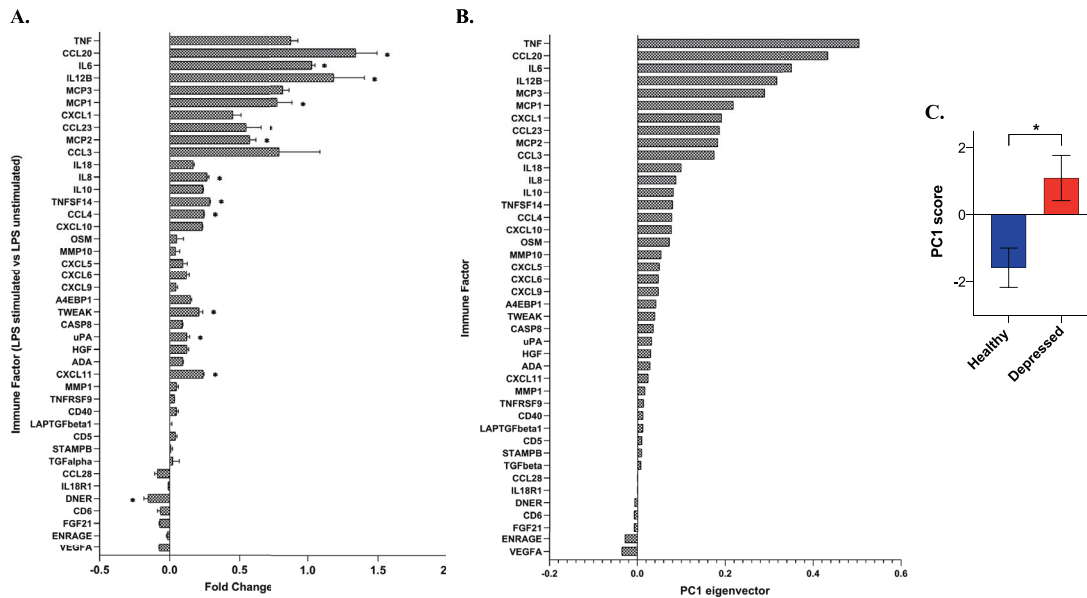 A.
Immune Factor (LPS stimulated vs LPS unstimulated)
TNF
CCL20
*
IL6
*
IL12B
*
MCP3
MCP1
*
CXCL1
CCL23
MCP2
*
CCL3
IL18
IL8
*
IL10
TNFSF14
*
CCL4
*
CXCL10
OSM
MMP10
CXCL5
CXCL6
CXCL9
A4EBP1
TWEAK
*
CASP8
uPA
*
HGF
ADA
CXCL11
*
MMP1
TNFRSF9
CD40
LAPTGFbeta1
CD5
STAMPB
TGFalpha
CCL28
IL18R1
DNER
*
CD6
FGF21
ENRAGE
VEGFA
-0.5 0.0 0.5 1.0 1.5 2
Fold Change
B.
Immune Factor
TNF
CCL20
IL6
IL12B
MCP3
MCP1
CXCL1
CCL23
MCP2
CCL3
IL18
IL8
IL10
TNFSF14
CCL4
CXCL10
OSM
MMP10
CXCL5
CXCL6
CXCL9
A4EBP1
TWEAK
CASP8
uPA
HGF
ADA
CXCL11
MMP1
TNFRSF9
CD40
LAPTGFbeta1
CD5
STAMPB
TGFbeta
CCL28
IL18R1
DNER
CD6
FGF21
ENRAGE
VEGFA
-0.2 0.0 0.2 0.4 0.6
PC1 eigenvector
C.
*
PC1 score
2
0
-2
Healthy
Depressed